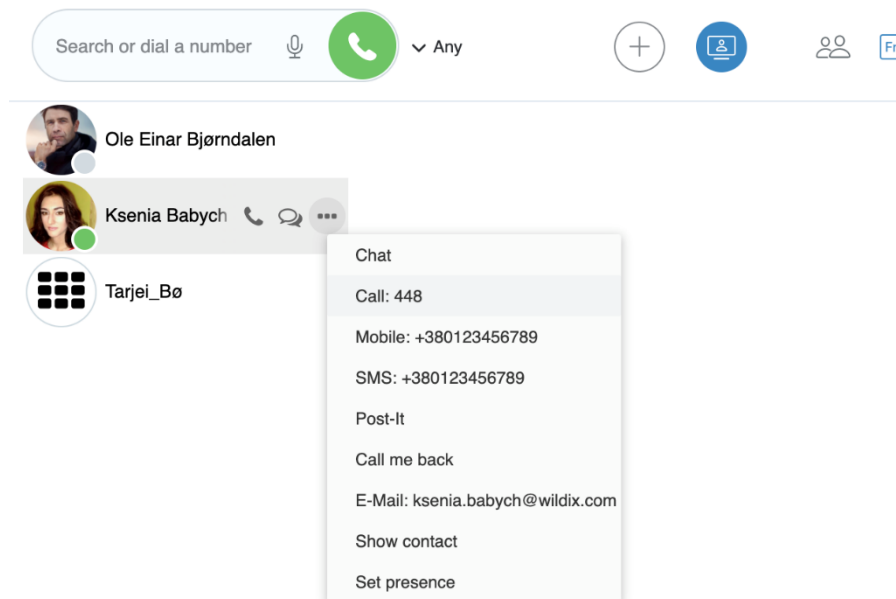 Search or dial a number
Any
Fr
Ole Einar Bjørndalen
Ksenia Babych
Tarjei_Bø
Chat
Call: 448
Mobile: +380123456789
SMS: +380123456789
Post-It
Call me back
E-Mail: ksenia.babych@wildix.com
Show contact
Set presence